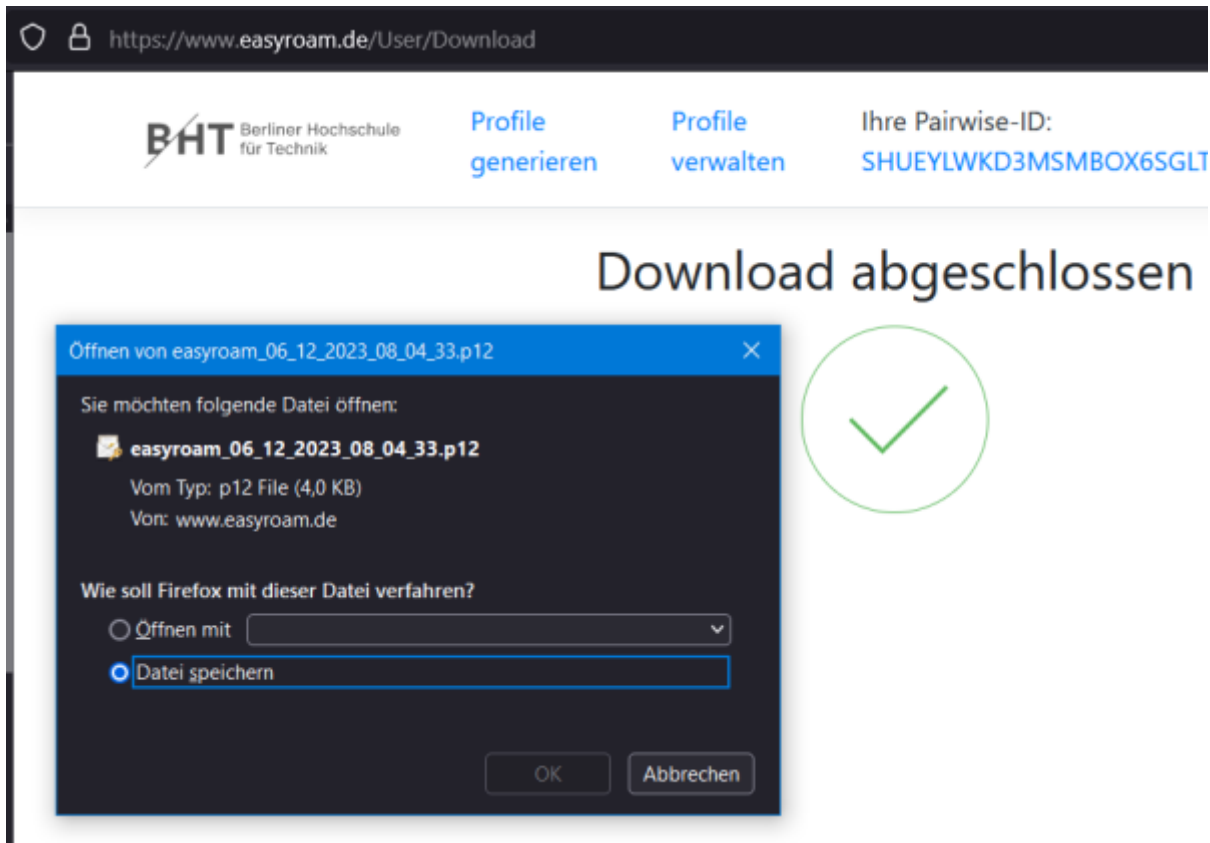 https://www.easyroam.de/User/Download
BHT Berliner Hochschule
für Technik
Profile
generieren
Profile
verwalten
Ihre Pairwise-ID:
SHUEYLWKD3MSMBOX6SGLT
Download abgeschlossen
Öffnen von easyroam_06_12_2023_08_04_33.p12
Sie möchten folgende Datei öffnen:
easyroam_06_12_2023_08_04_33.p12
Vom Typ: p12 File (4,0 KB)
Von: www.easyroam.de
Wie soll Firefox mit dieser Datei verfahren?
Öffnen mit
Datei speichern
OK
Abbrechen